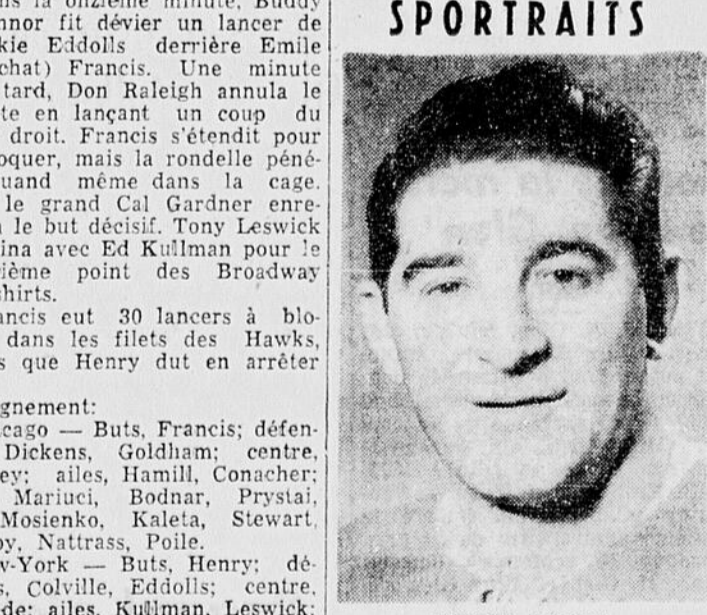 la onzième minute, Buddy
nnor fit dévier un lancer de
kie Eddolls derrière Emile
chat) Francis. Une minute
tard, Don Raleigh annula le
te en lançant un coup du
droit. Francis s'étendit pour
oquer, mais la rondelle péné-
uand même dans la cage.
le grand Cal Gardner enre-
le but décisif. Tony Leswick
ina avec Ed Kullman pour le
ième point des Broadway
hirts.
ancis eut 30 lancers à blo-
dans les filets des Hawks,
s que Henry dut en arrêter
gnement:
cago — Buts, Francis; défen-
Dickens, Goldham; centre,
ey; ailes, Hamill, Conacher;
Mariuci, Bodnar, Prystai,
Mosienko, Kaleta, Stewart,
by, Nattrass, Poile.
w-York — Buts, Henry; dé-
s, Colville, Eddolls; centre,
de; ailes, Kullman, Leswick;
SPORTRAITS